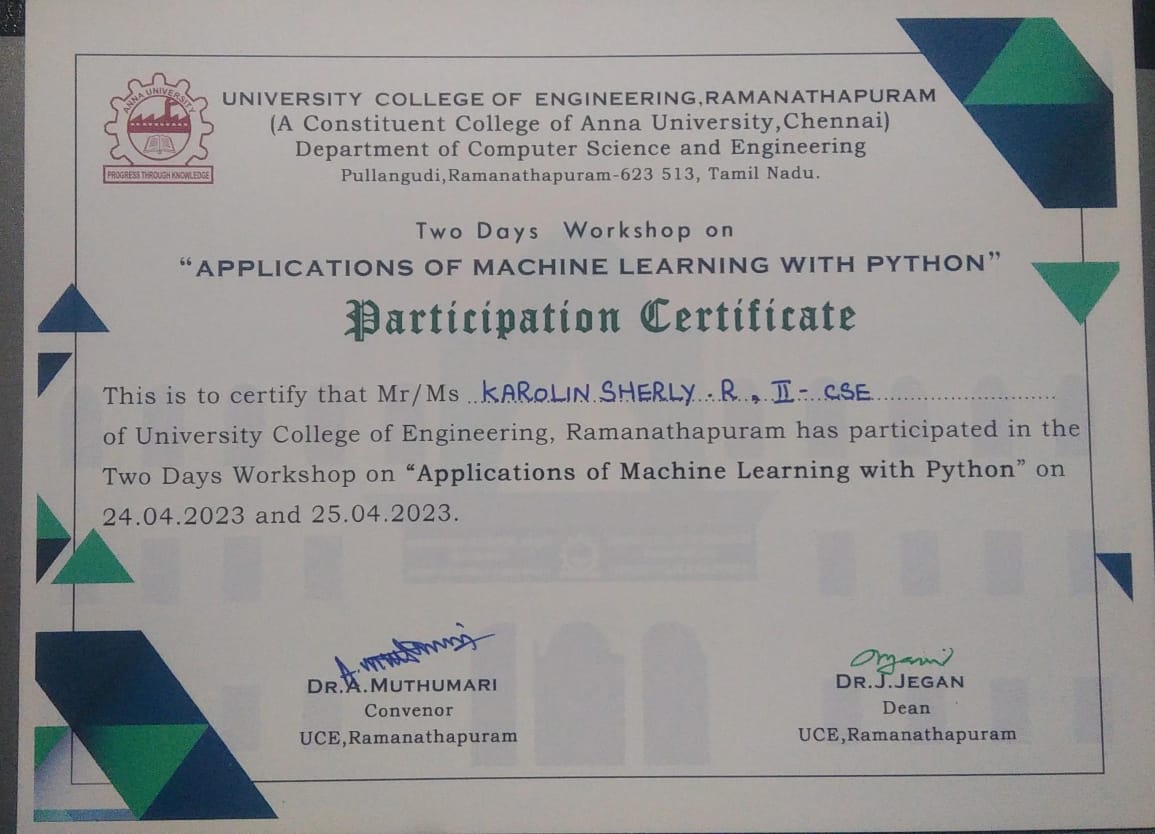 ANNA UNIVERSITY
PROGRESS THROUGH KNOWLEDGE
UNIVERSITY COLLEGE OF ENGINEERING,RAMANATHAPURAM
(A Constituent College of Anna University,Chennai)
Department of Computer Science and Engineering
Pullangudi,Ramanathapuram-623 513, Tamil Nadu.
Two Days Workshop on
“APPLICATIONS OF MACHINE LEARNING WITH PYTHON”
Participation Certificate
This is to certify that Mr/Ms KAROLIN SHERLY . R , II - CSE
of University College of Engineering, Ramanathapuram has participated in the
Two Days Workshop on “Applications of Machine Learning with Python” on
24.04.2023 and 25.04.2023.
DR.A.MUTHUMARI
Convenor
UCE,Ramanathapuram
DR.J.JEGAN
Dean
UCE,Ramanathapuram